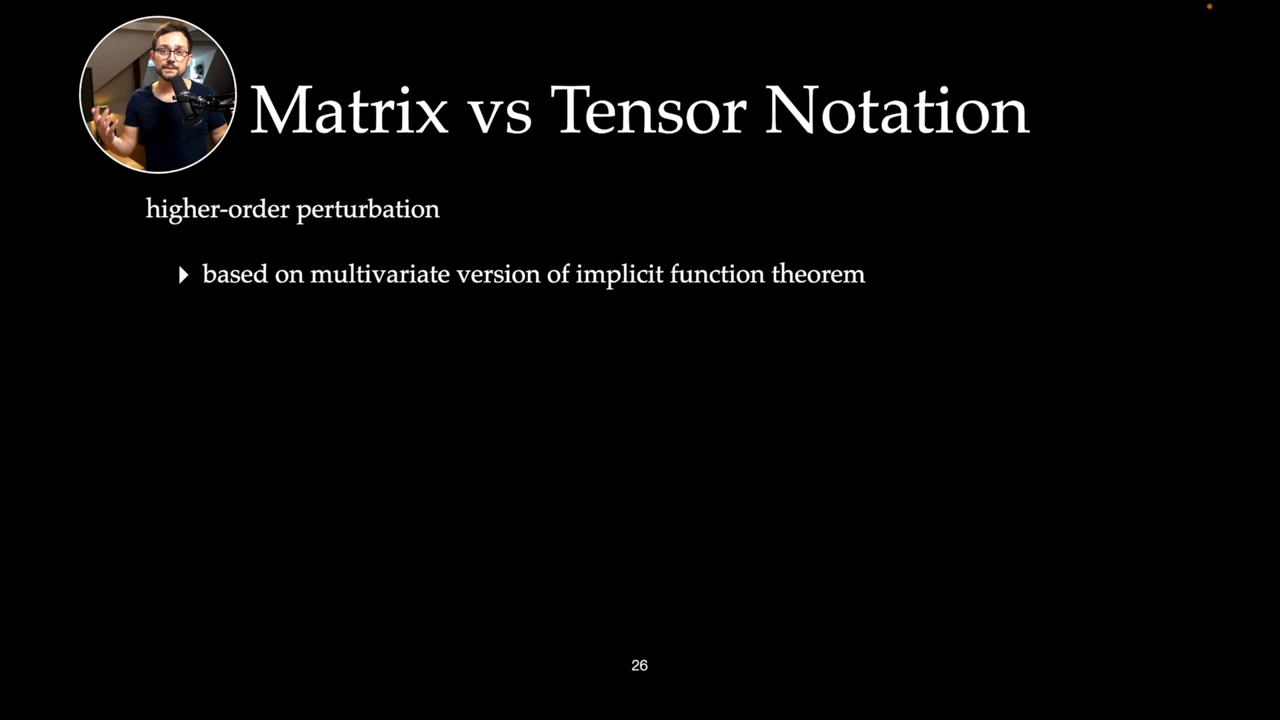 Matrix vs Tensor Notation
higher-order perturbation
based on multivariate version of implicit function theorem
26